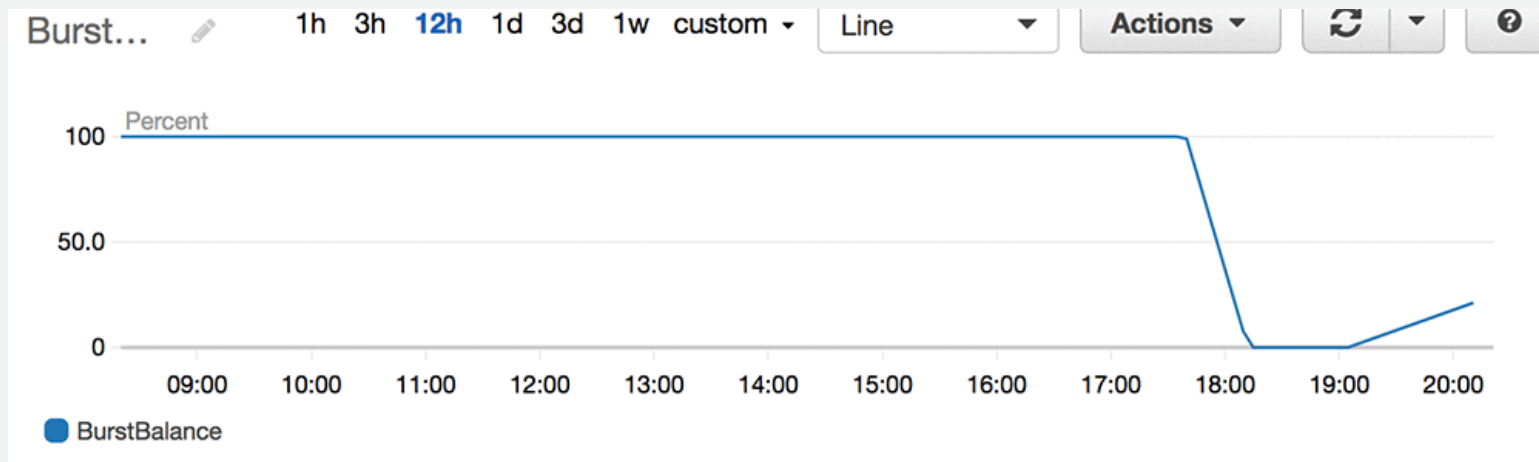 Burst... 1h 3h 12h 1d 3d 1w custom Line Actions ?
Percent
100
50.0
0
09:00 10:00 11:00 12:00 13:00 14:00 15:00 16:00 17:00 18:00 19:00 20:00
BurstBalance